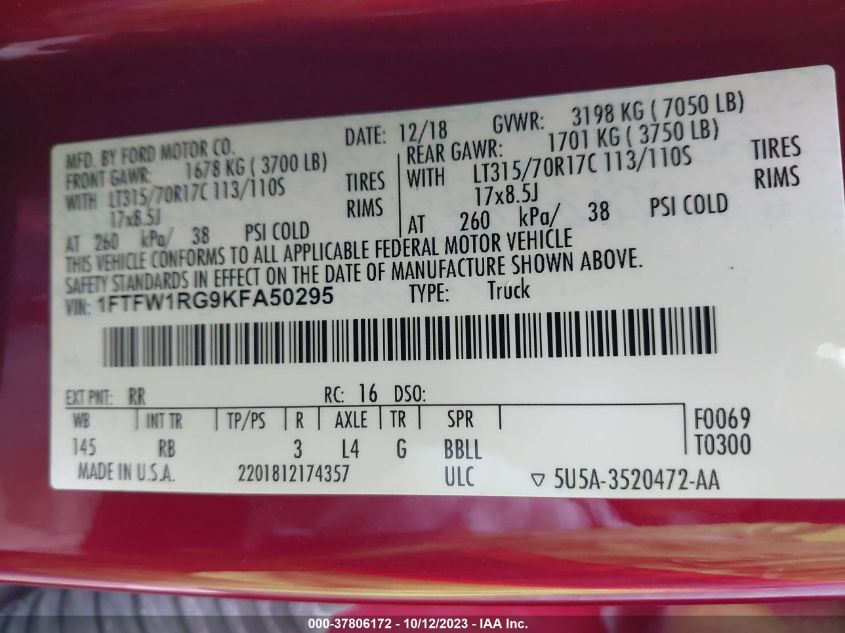 MFD. BY FORD MOTOR CO. DATE: 12/18 GVWR: 3198 KG ( 7050 LB)
FRONT GAWR: 1678 KG ( 3700 LB) REAR GAWR: 1701 KG ( 3750 LB)
WITH LT315/70R17C 113/110S TIRES WITH LT315/70R17C 113/110S TIRES
17x8.5J RIMS 17x8.5J RIMS
AT 260 kPa/ 38 PSI COLD AT 260 kPa/ 38 PSI COLD
THIS VEHICLE CONFORMS TO ALL APPLICABLE FEDERAL MOTOR VEHICLE
SAFETY STANDARDS IN EFFECT ON THE DATE OF MANUFACTURE SHOWN ABOVE.
VIN: 1FTFW1RG9KFA50295 TYPE: Truck
EXT PNT: RR RC: 16 DSO:
WB INT TR TP/PS R AXLE TR SPR F0069
145 RB 3 L4 G BBLL T0300
MADE IN U.S.A. 2201812174357 ULC ▽ 5U5A-3520472-AA
000-37806172 - 10/12/2023 - IAA Inc.